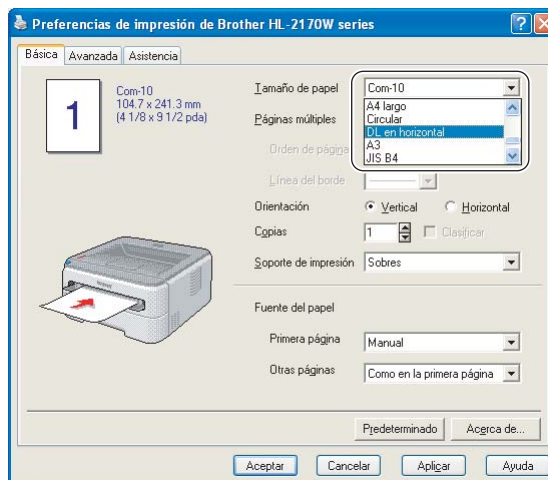 Preferencias de impresión de Brother HL-2170W series
Básica Avanzada Asistencia
1
Com-10
104.7 x 241.3 mm
(4 1/8 x 9 1/2 pda)
Tamaño de papel Com-10
A4 largo
Circular
DL en horizontal
A3
JIS B4
Páginas múltiples
Orden de página
Línea del borde
Orientación Vertical Horizontal
Copias 1 Clasificar
Soporte de impresión Sobres
Fuente del papel
Primera página Manual
Otras páginas Como en la primera página
Predeterminado Acerca de...
Aceptar Cancelar Aplicar Ayuda